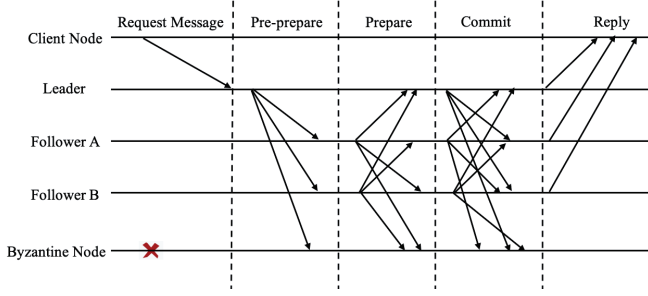 Request Message
Pre-prepare
Prepare
Commit
Reply
Client Node
Leader
Follower A
Follower B
Byzantine Node